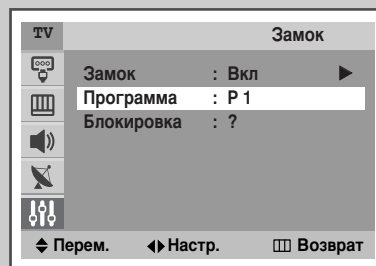 TV Замок
Замок : Вкл
Программа : P 1
Блокировка : ?
Перем. Настр. Возврат